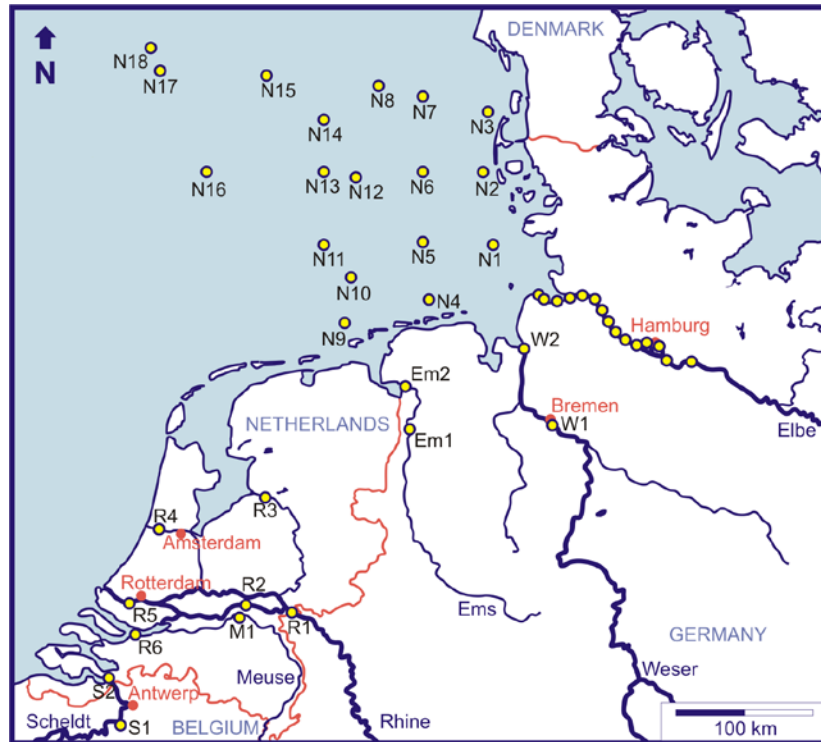 DENMARK
N
N18
N17
N15
N8
N7
N3
N14
N16
N13
N12
N6
N2
N11
N5
N1
N10
N4
N9
W2
Hamburg
Em2
NETHERLANDS
Bremen
W1
Em1
Elbe
R3
R4
Amsterdam
Rotterdam
R2
R5
R1
Ems
M1
R6
GERMANY
Meuse
Weser
S2
Antwerp
Scheldt
S1
BELGIUM
Rhine
100 km